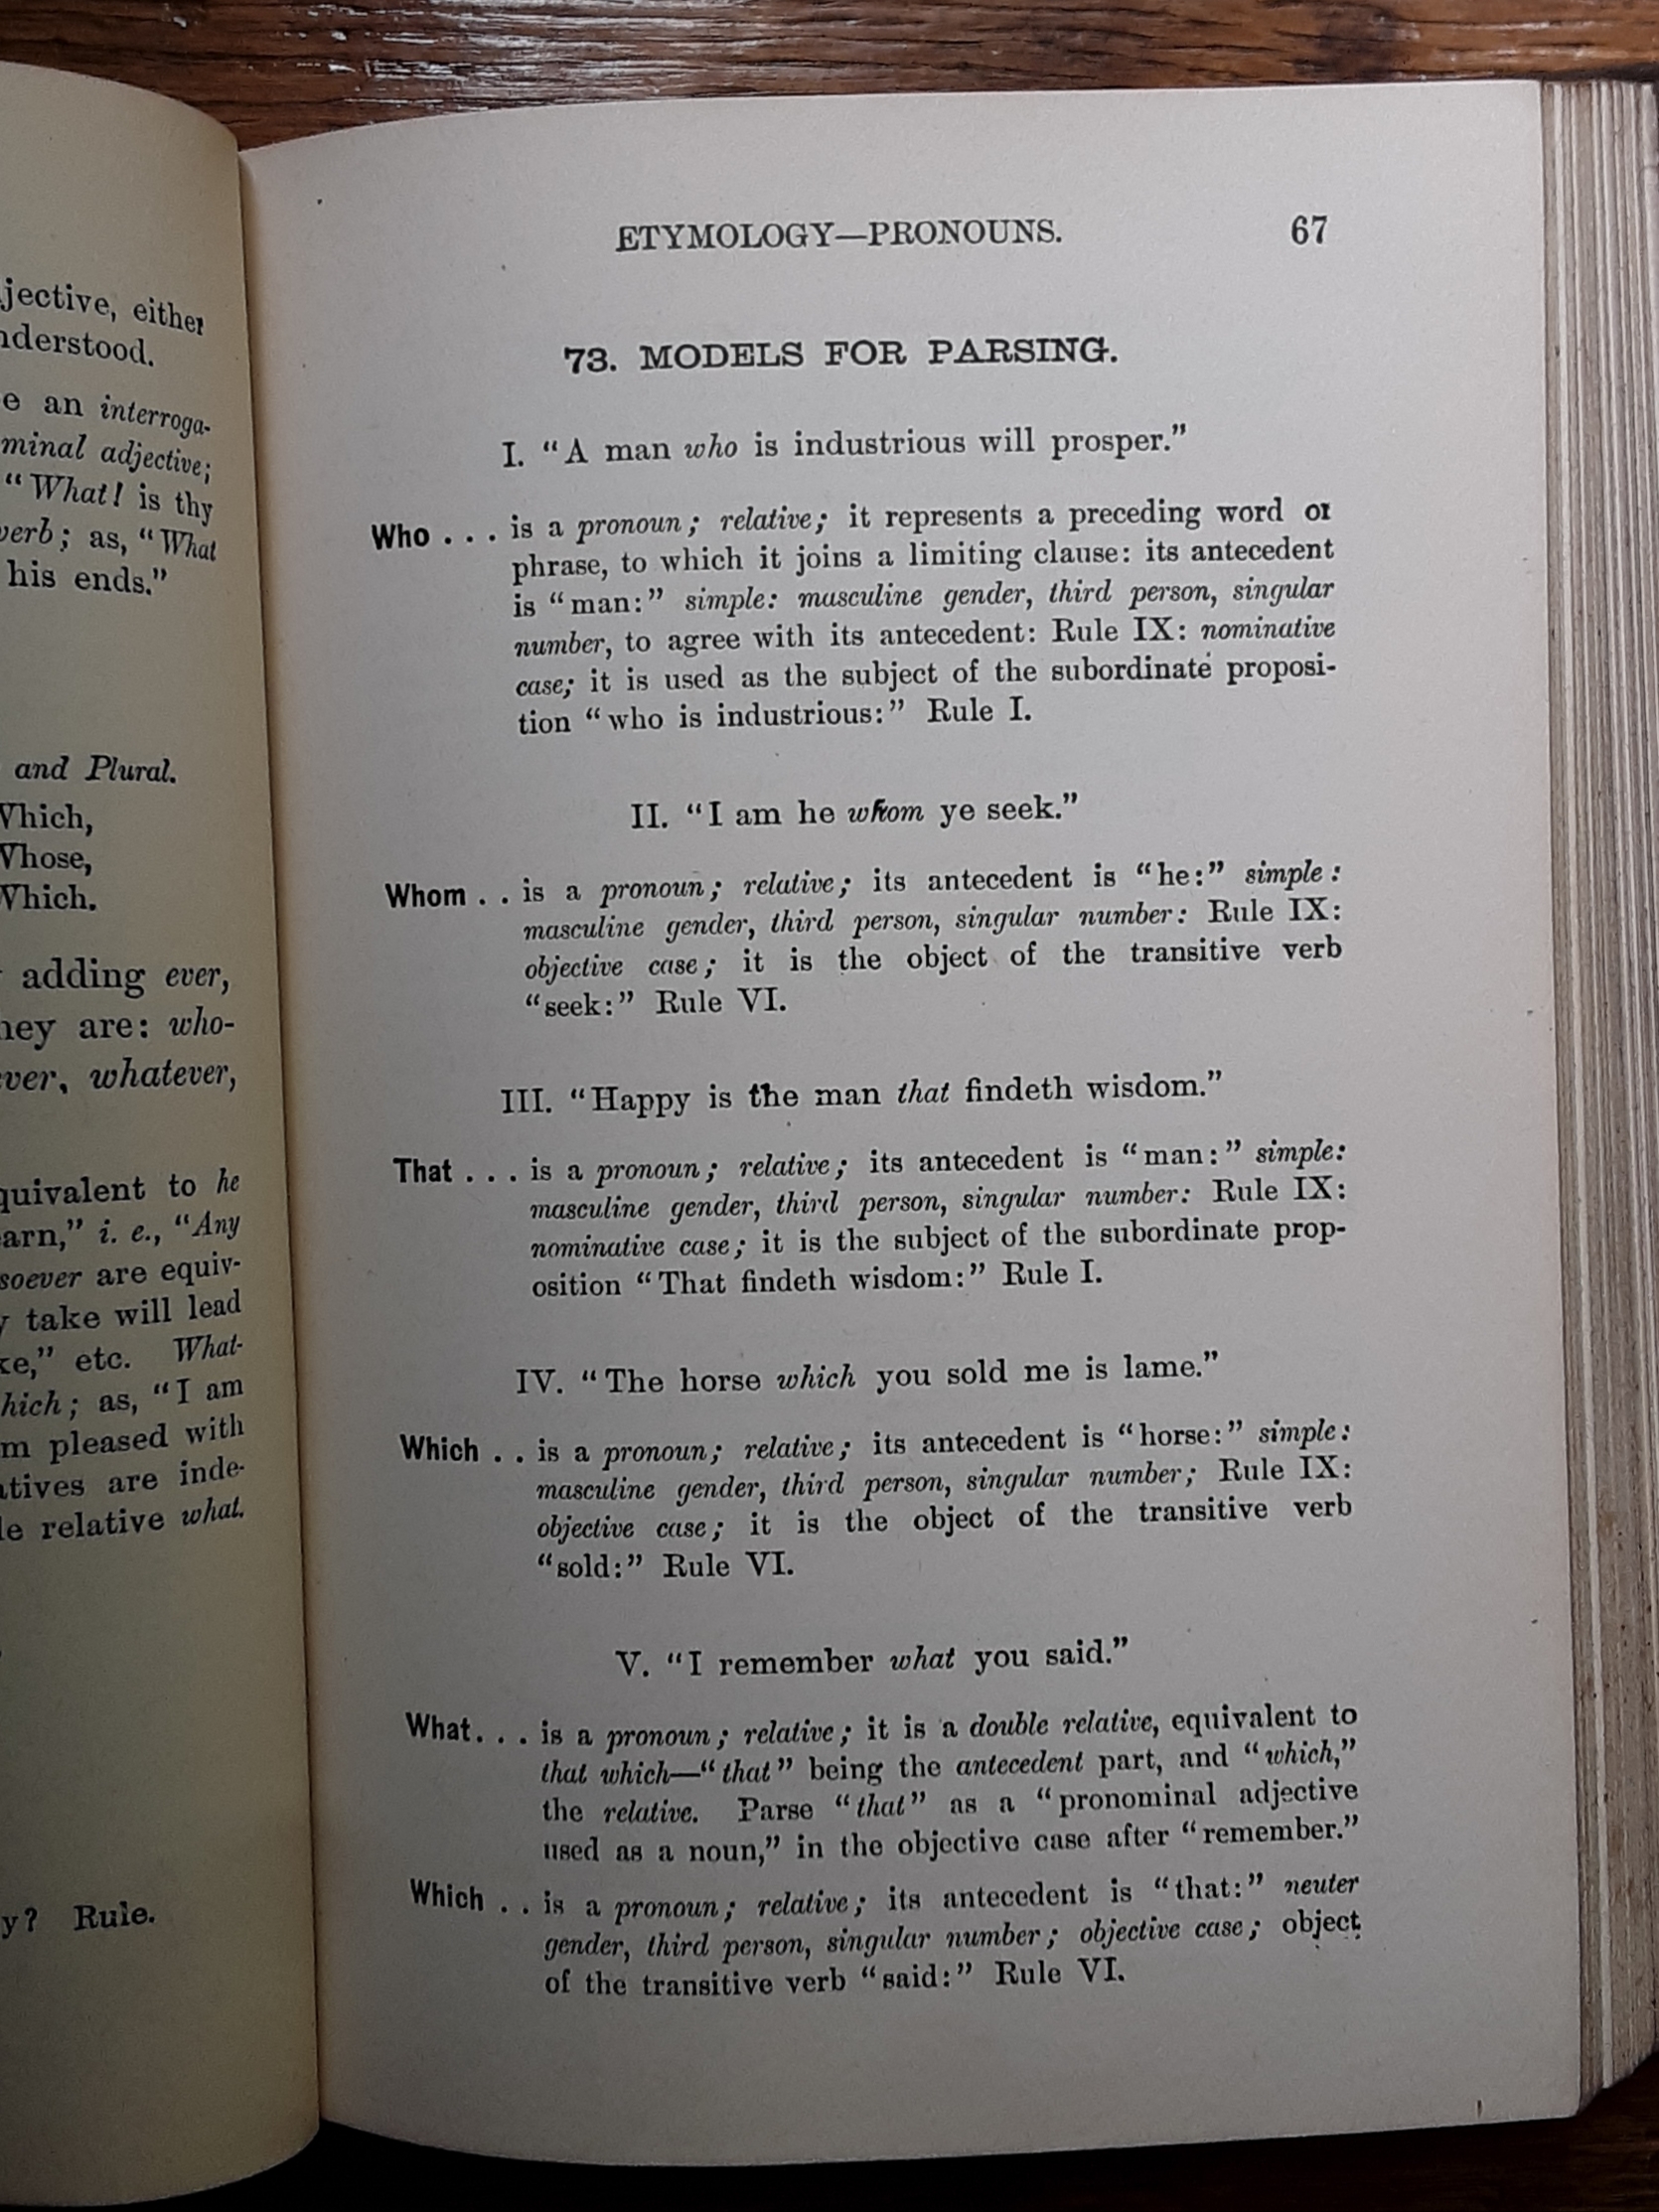 jective, either
nderstood.
e an interroga-
minal adjective;
“What! is thy
verb; as, “What
his ends.”
and Plural.
Which,
Whose,
Which.
adding ever,
hey are: who-
ver, whatever,
quivalent to he
arn,” i. e., “Any
soever are equiv-
y take will lead
ke,” etc. What-
hich; as, “I am
m pleased with
atives are inde-
le relative what.
y? Rule.
ETYMOLOGY—PRONOUNS. 67
73. MODELS FOR PARSING.
I. “A man who is industrious will prosper.”
Who . . . is a pronoun; relative; it represents a preceding word or
phrase, to which it joins a limiting clause: its antecedent
is “man:” simple: masculine gender, third person, singular
number, to agree with its antecedent: Rule IX: nominative
case; it is used as the subject of the subordinate proposi-
tion “who is industrious:” Rule I.
II. “I am he whom ye seek.”
Whom . . is a pronoun; relative; its antecedent is “he:” simple:
masculine gender, third person, singular number: Rule IX:
objective case; it is the object of the transitive verb
“seek:” Rule VI.
III. “Happy is the man that findeth wisdom.”
That . . . is a pronoun; relative; its antecedent is “man:” simple:
masculine gender, third person, singular number: Rule IX:
nominative case; it is the subject of the subordinate prop-
osition “That findeth wisdom:” Rule I.
IV. “The horse which you sold me is lame.”
Which . . is a pronoun; relative; its antecedent is “horse:” simple:
masculine gender, third person, singular number; Rule IX:
objective case; it is the object of the transitive verb
“sold:” Rule VI.
V. “I remember what you said.”
What. . . is a pronoun; relative; it is a double relative, equivalent to
that which—“that” being the antecedent part, and “which,”
the relative. Parse “that” as a “pronominal adjective
used as a noun,” in the objective case after “remember.”
Which . . is a pronoun; relative; its antecedent is “that:” neuter
gender, third person, singular number; objective case; object
of the transitive verb “said:” Rule VI.